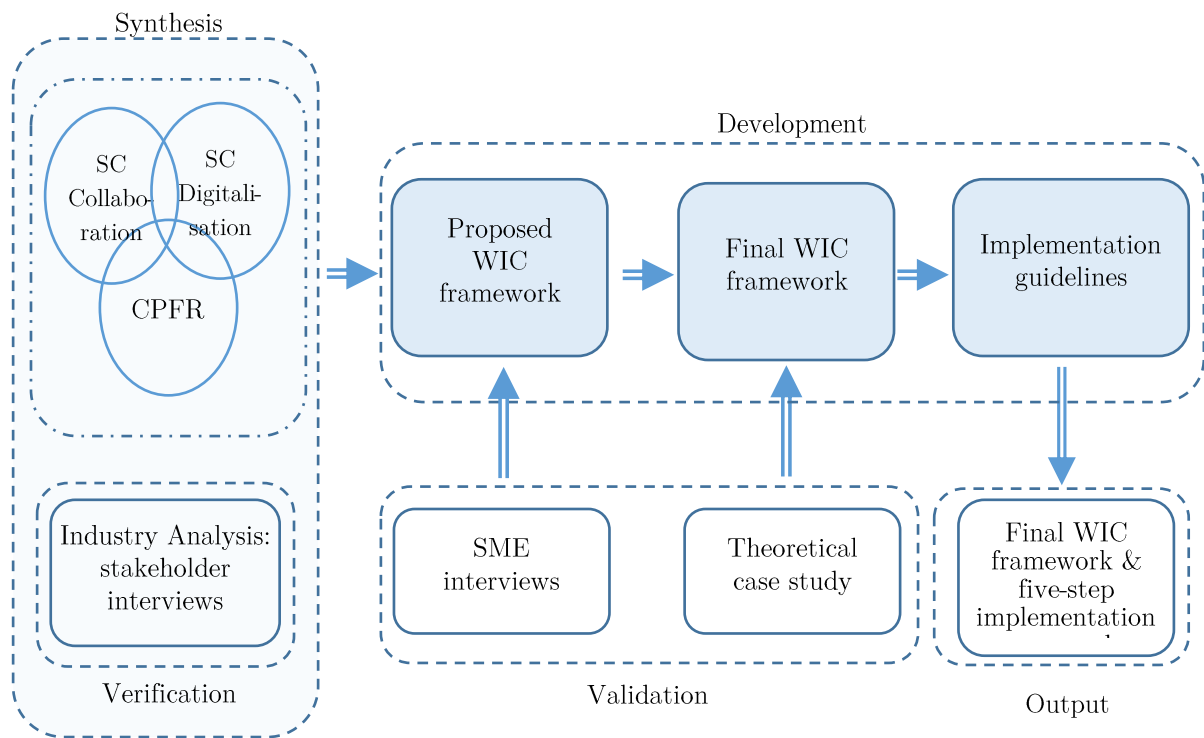 Synthesis
SC
Collabo-
ration
SC
Digitali-
sation
CPFR
Industry Analysis:
stakeholder
interviews
Verification
Development
Proposed
WIC
framework
Final WIC
framework
Implementation
guidelines
SME
interviews
Theoretical
case study
Validation
Final WIC
framework &
five-step
implementation
Output